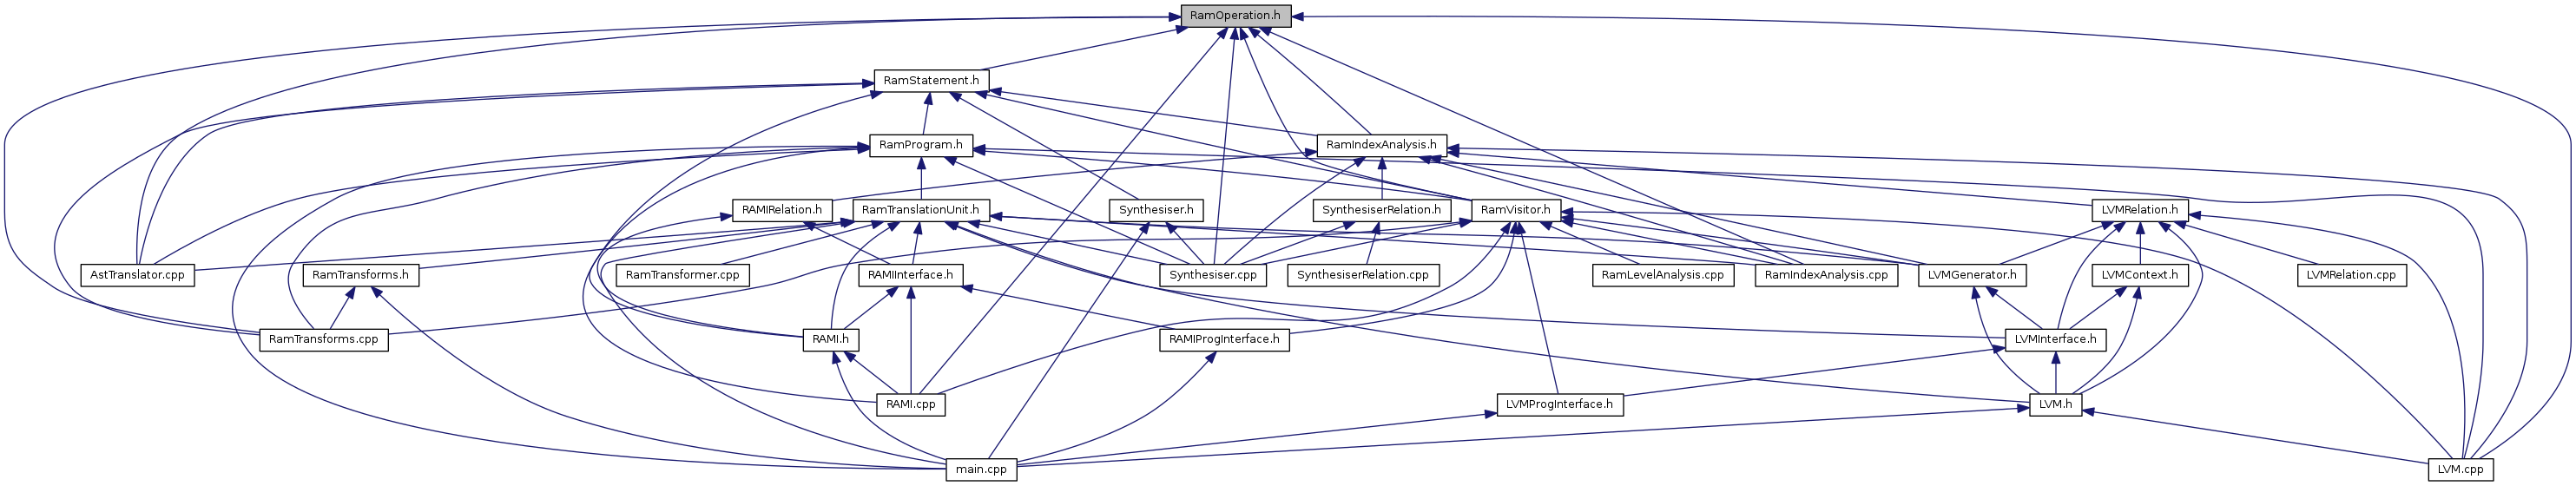 RamOperation.h
RamStatement.h
RamProgram.h
RamIndexAnalysis.h
RAMIRelation.h
RamTranslationUnit.h
Synthesiser.h
SynthesiserRelation.h
RamVisitor.h
LVMRelation.h
AstTranslator.cpp
RamTransforms.h
RamTransformer.cpp
RAMIInterface.h
Synthesiser.cpp
SynthesiserRelation.cpp
RamLevelAnalysis.cpp
RamIndexAnalysis.cpp
LVMGenerator.h
LVMContext.h
LVMRelation.cpp
RamTransforms.cpp
RAMI.h
RAMIProgInterface.h
LVMInterface.h
RAMI.cpp
LVMProgInterface.h
LVM.h
main.cpp
LVM.cpp